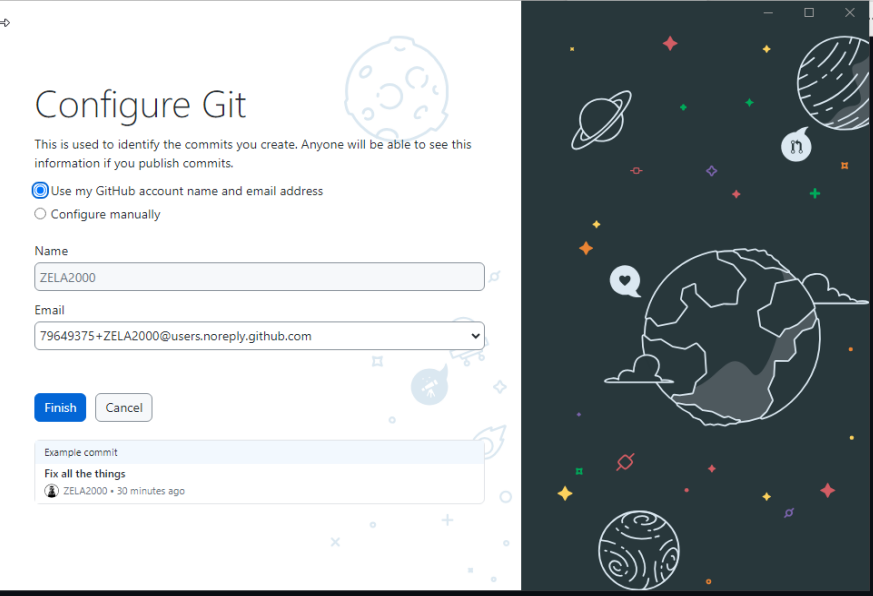 Configure Git
This is used to identify the commits you create. Anyone will be able to see this
information if you publish commits.
Use my GitHub account name and email address
Configure manually
Name
ZELA2000
Email
79649375+ZELA2000@users.noreply.github.com
Finish Cancel
Example commit
Fix all the things
ZELA2000 • 30 minutes ago